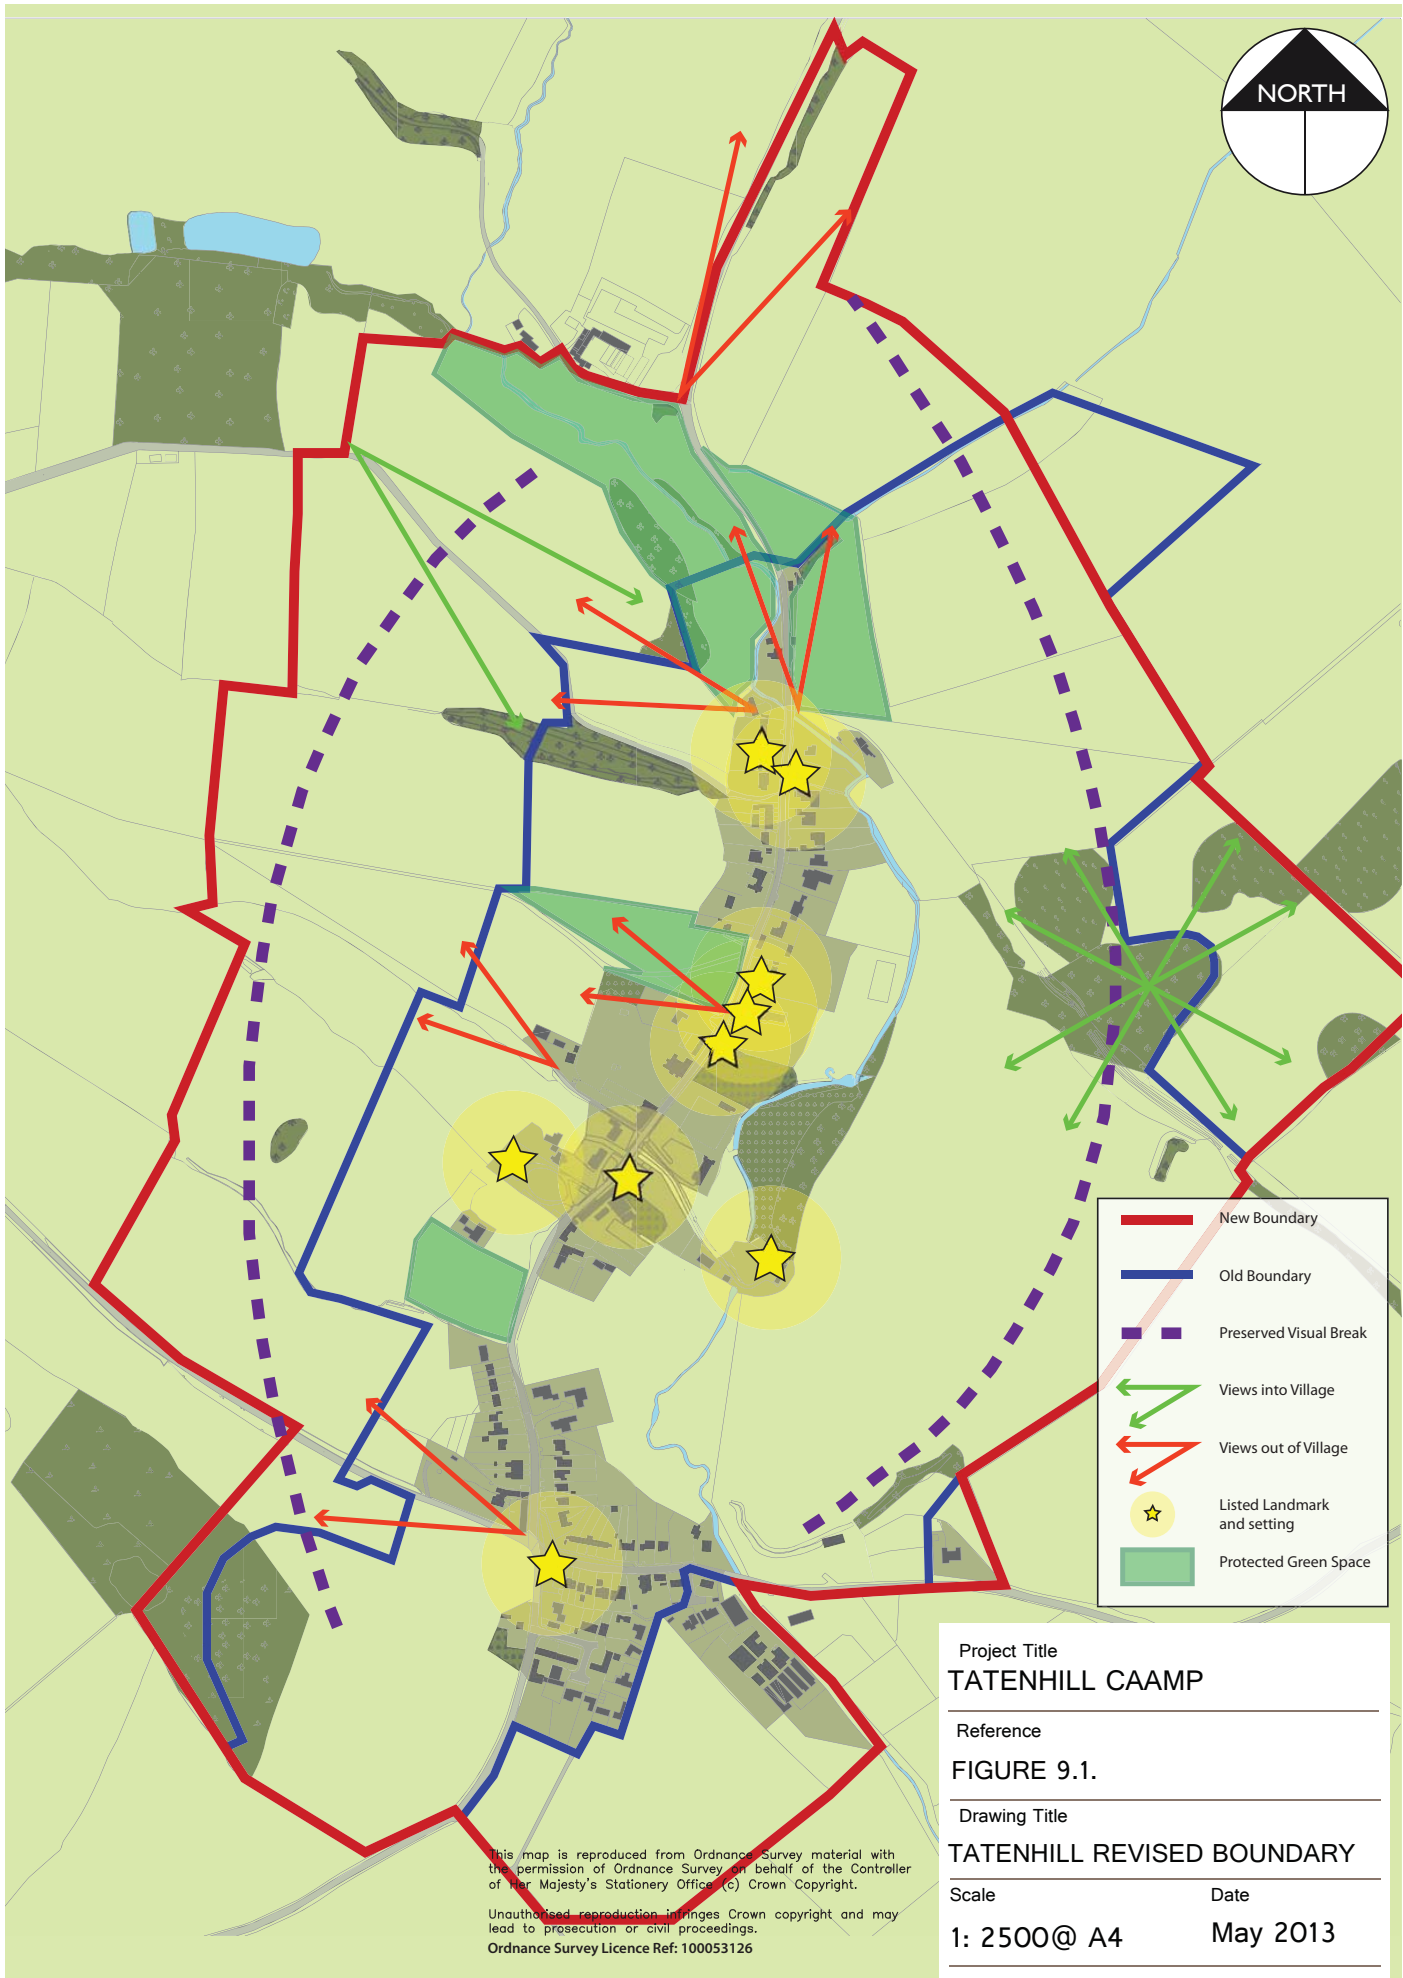 NORTH
New Boundary
Old Boundary
Preserved Visual Break
Views into Village
Views out of Village
Listed Landmark
and setting
Protected Green Space
Project Title
TATENHILL CAAMP
Reference
FIGURE 9.1.
Drawing Title
TATENHILL REVISED BOUNDARY
Scale
1: 2500@ A4
Date
May 2013
This map is reproduced from Ordnance Survey material with
the permission of Ordnance Survey on behalf of the Controller
of Her Majesty's Stationery Office (c) Crown Copyright.
Unauthorised reproduction infringes Crown copyright and may
lead to prosecution or civil proceedings.
Ordnance Survey Licence Ref: 100053126